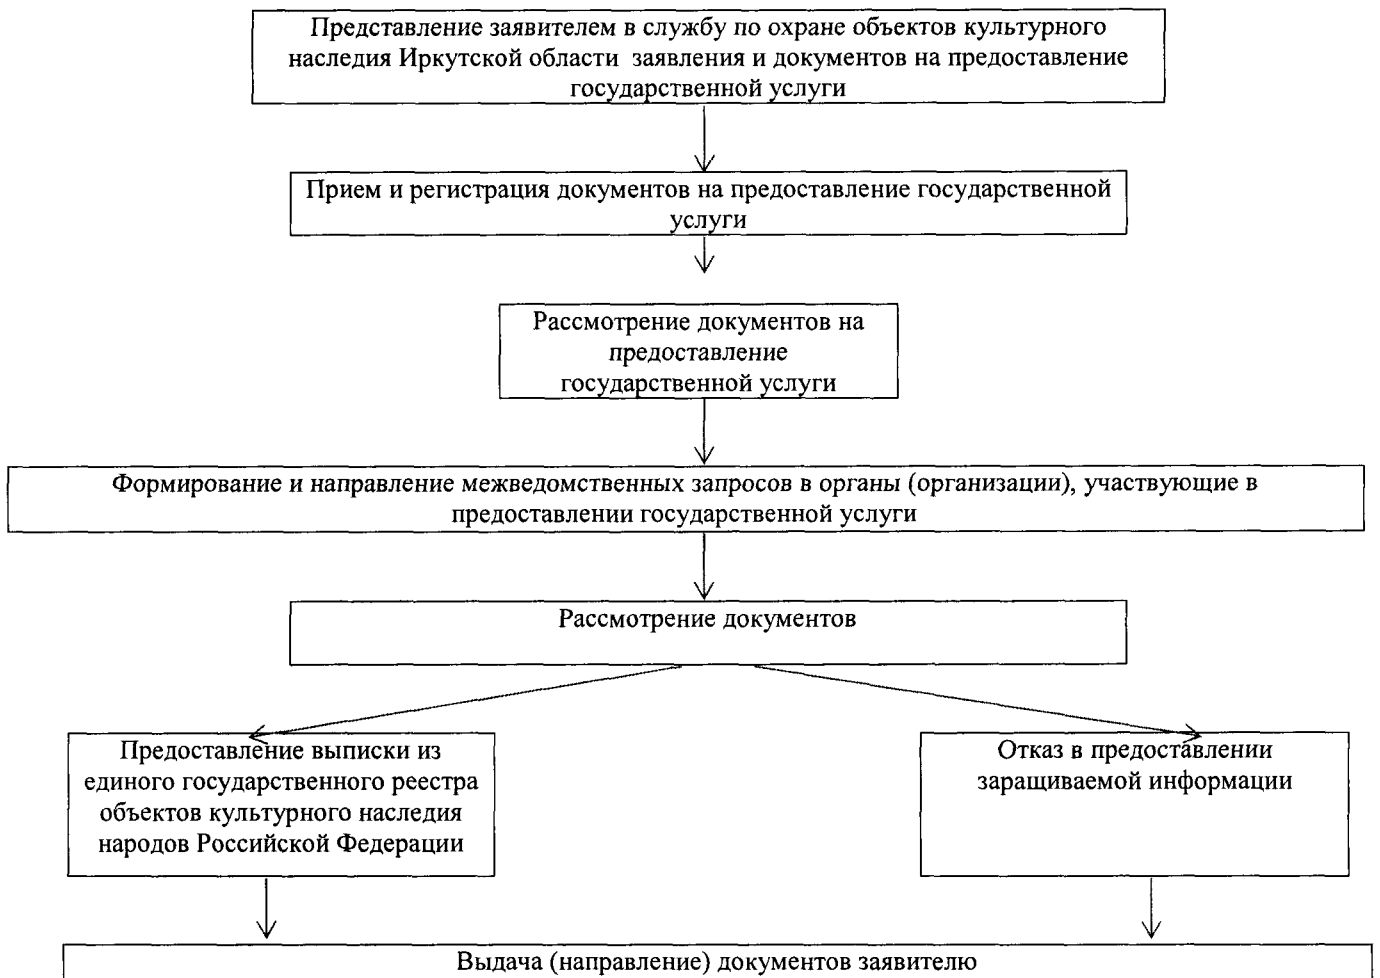 Представление заявителем в службу по охране объектов культурного
наследия Иркутской области заявления и документов на предоставление
государственной услуги
Прием и регистрация документов на предоставление государственной
услуги
Рассмотрение документов на
предоставление
государственной услуги
Формирование и направление межведомственных запросов в органы (организации), участвующие в
предоставлении государственной услуги
Рассмотрение документов
Предоставление выписки из
единого государственного реестра
объектов культурного наследия
народов Российской Федерации
Отказ в предоставлении
заращиваемой информации
Выдача (направление) документов заявителю